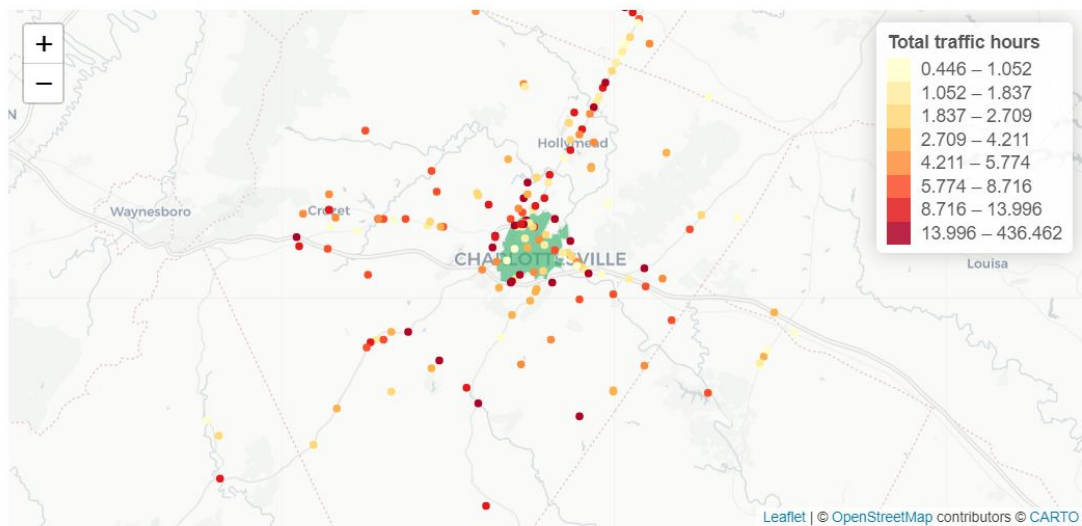 +
−
N
Waynesboro
Crozet
Hollymead
CHARLOTTESVILLE
Louisa
Total traffic hours
0.446 – 1.052
1.052 – 1.837
1.837 – 2.709
2.709 – 4.211
4.211 – 5.774
5.774 – 8.716
8.716 – 13.996
13.996 – 436.462
Leaflet | © OpenStreetMap contributors © CARTO